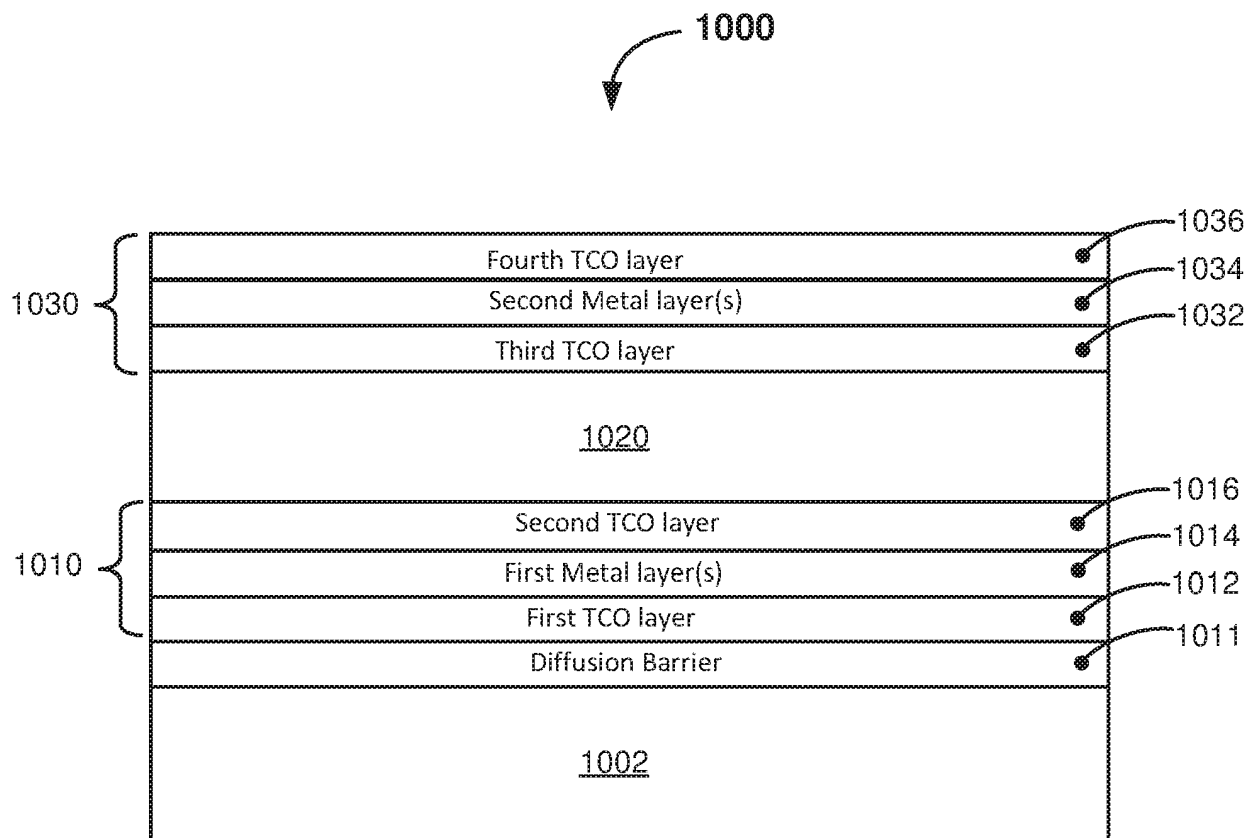 1000
Fourth TCO layer
1036
Second Metal layer(s)
1034
1030
Third TCO layer
1032
1020
Second TCO layer
1016
First Metal layer(s)
1014
1010
First TCO layer
1012
Diffusion Barrier
1011
1002